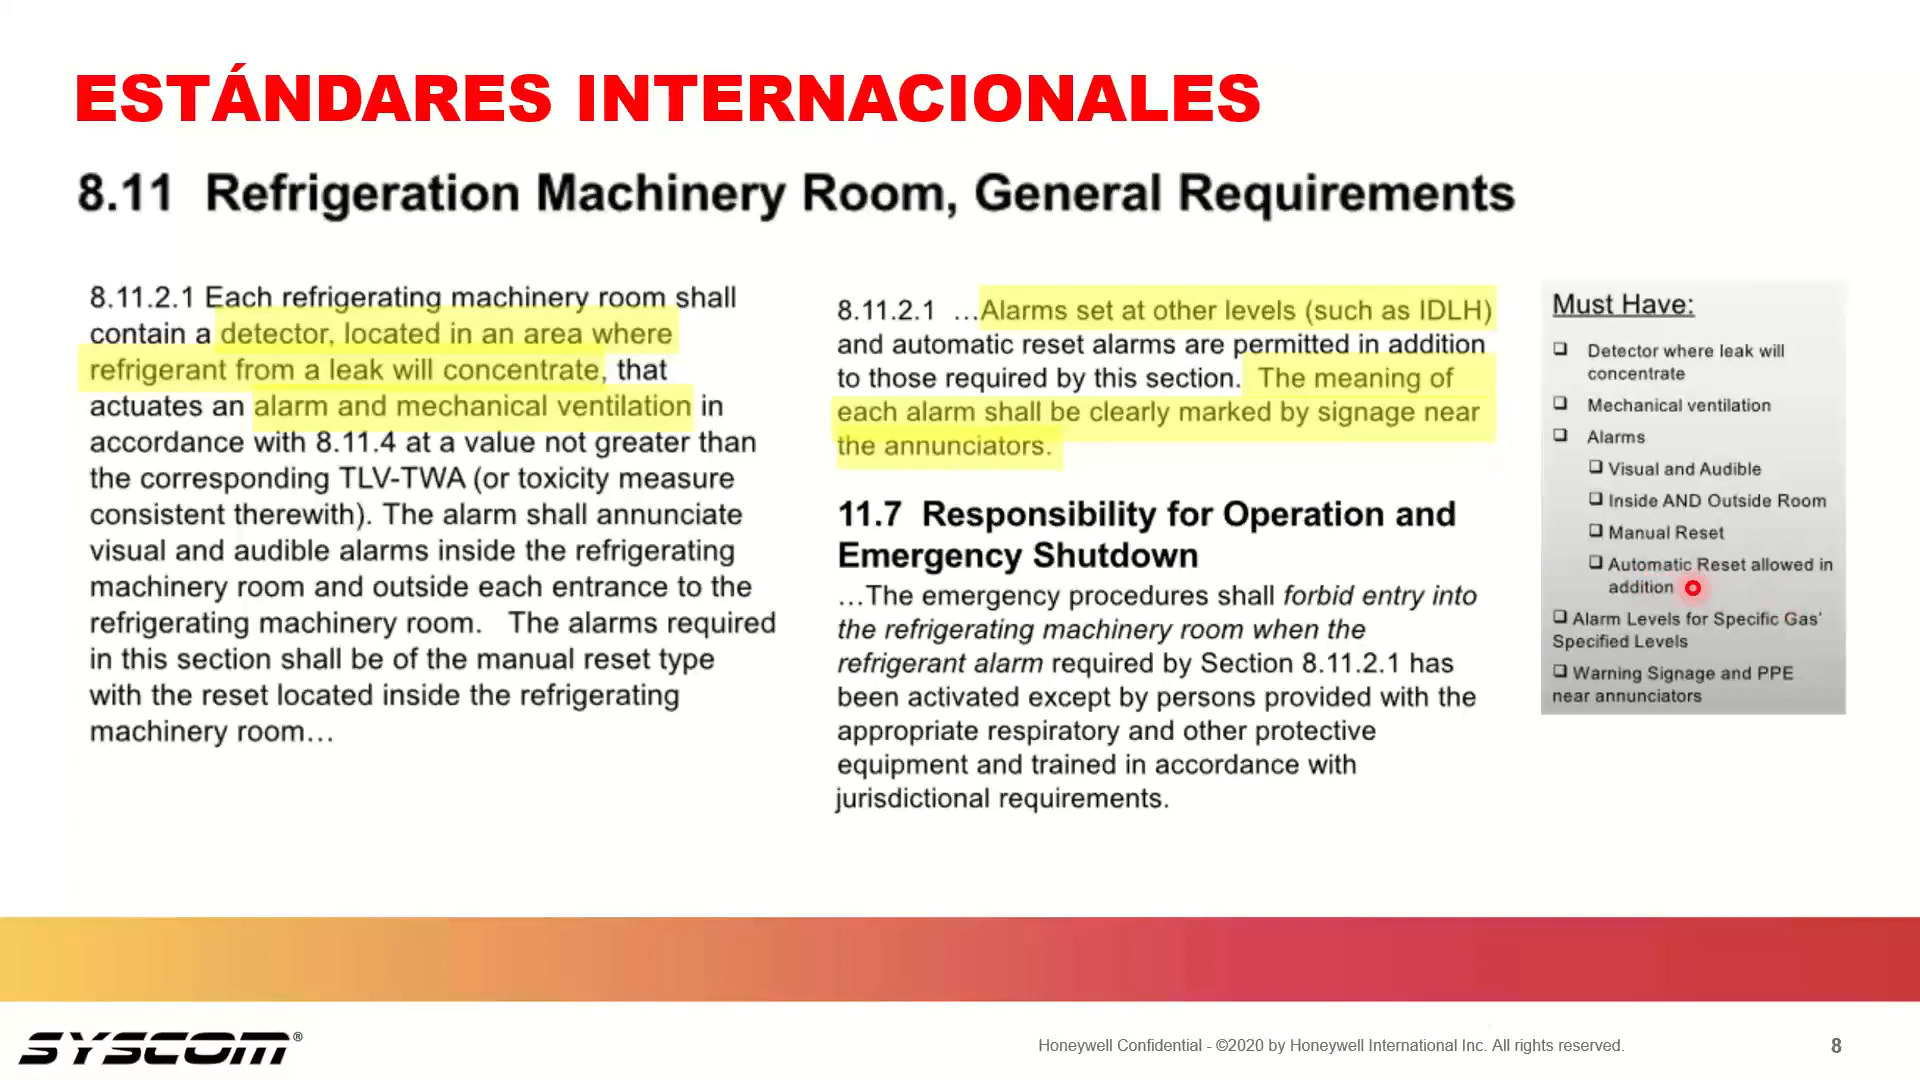 ESTÁNDARES INTERNACIONALES
8.11 Refrigeration Machinery Room, General Requirements
8.11.2.1 Each refrigerating machinery room shall
contain a detector, located in an area where
refrigerant from a leak will concentrate, that
actuates an alarm and mechanical ventilation in
accordance with 8.11.4 at a value not greater than
the corresponding TLV-TWA (or toxicity measure
consistent therewith). The alarm shall annunciate
visual and audible alarms inside the refrigerating
machinery room and outside each entrance to the
refrigerating machinery room. The alarms required
in this section shall be of the manual reset type
with the reset located inside the refrigerating
machinery room…
8.11.2.1 …Alarms set at other levels (such as IDLH)
and automatic reset alarms are permitted in addition
to those required by this section. The meaning of
each alarm shall be clearly marked by signage near
the annunciators.
11.7 Responsibility for Operation and
Emergency Shutdown
…The emergency procedures shall forbid entry into
the refrigerating machinery room when the
refrigerant alarm required by Section 8.11.2.1 has
been activated except by persons provided with the
appropriate respiratory and other protective
equipment and trained in accordance with
jurisdictional requirements.
Must Have:
❑ Detector where leak will
concentrate
❑ Mechanical ventilation
❑ Alarms
❑ Visual and Audible
❑ Inside AND Outside Room
❑ Manual Reset
❑ Automatic Reset allowed in
addition
❑ Alarm Levels for Specific Gas'
Specified Levels
❑ Warning Signage and PPE
near annunciators
SYSCOM®
Honeywell Confidential - ©2020 by Honeywell International Inc. All rights reserved.
8